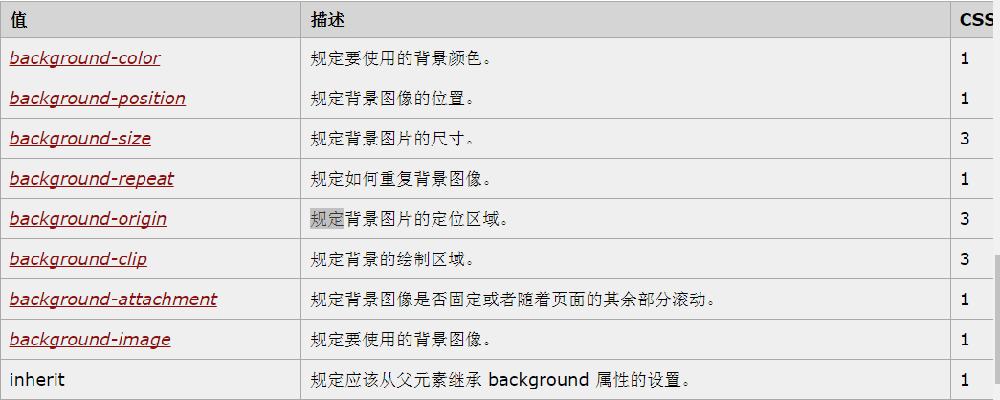 值 描述 CSS
background-color 规定要使用的背景颜色。 1
background-position 规定背景图像的位置。 1
background-size 规定背景图片的尺寸。 3
background-repeat 规定如何重复背景图像。 1
background-origin 规定背景图片的定位区域。 3
background-clip 规定背景的绘制区域。 3
background-attachment 规定背景图像是否固定或者随着页面的其余部分滚动。 1
background-image 规定要使用的背景图像。 1
inherit 规定应该从父元素继承 background 属性的设置。 1